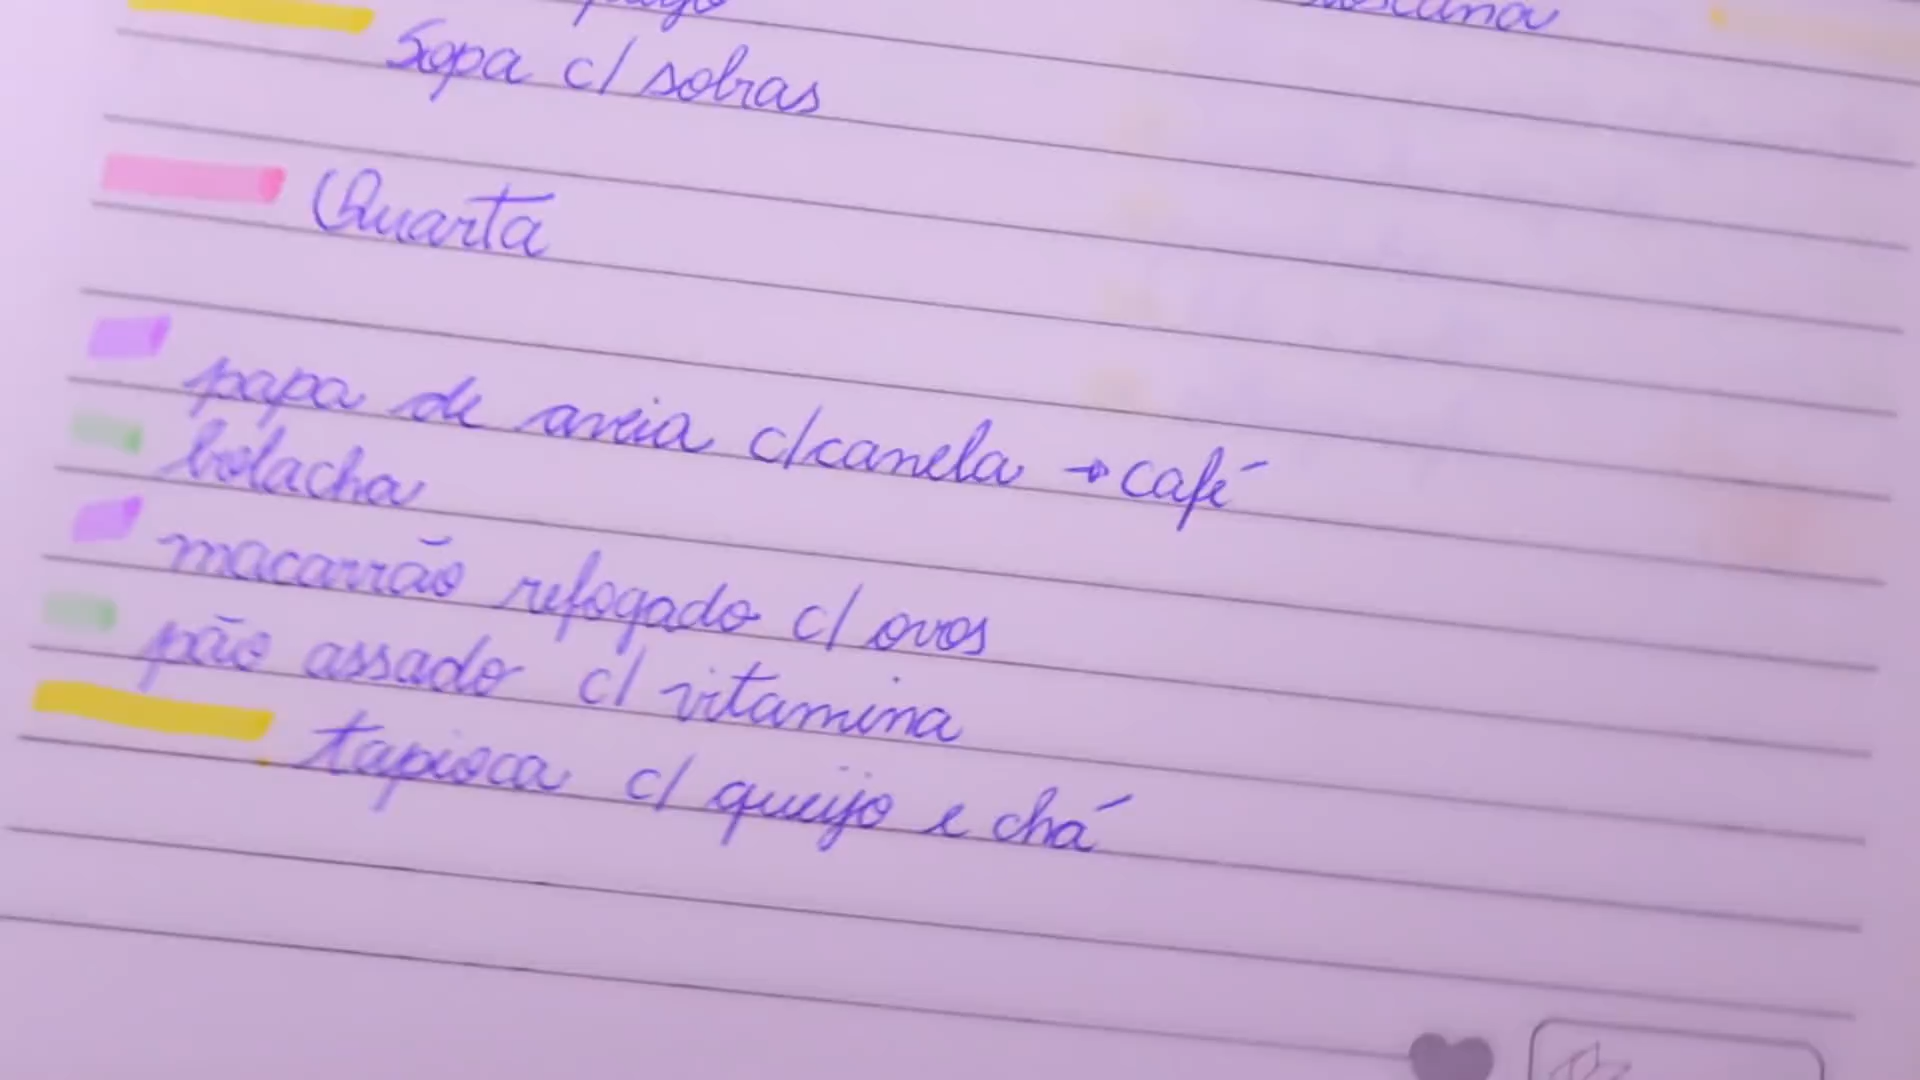 Sopa c/ sobras
Quarta
papa de aveia c/canela → café
bolacha
macarrão refogado c/ ovos
pão assado c/ vitamina
tapioca c/ queijo e chá